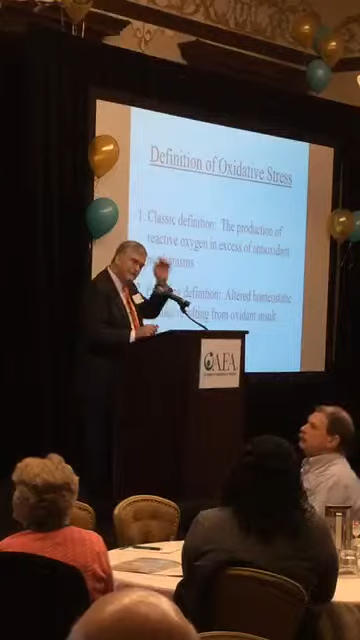 Definition of Oxidative Stress
1. Classic definition: The production of
reactive oxygen in excess of antioxidant
definition: Altered homeostatic
resulting from oxidant insult
AEA